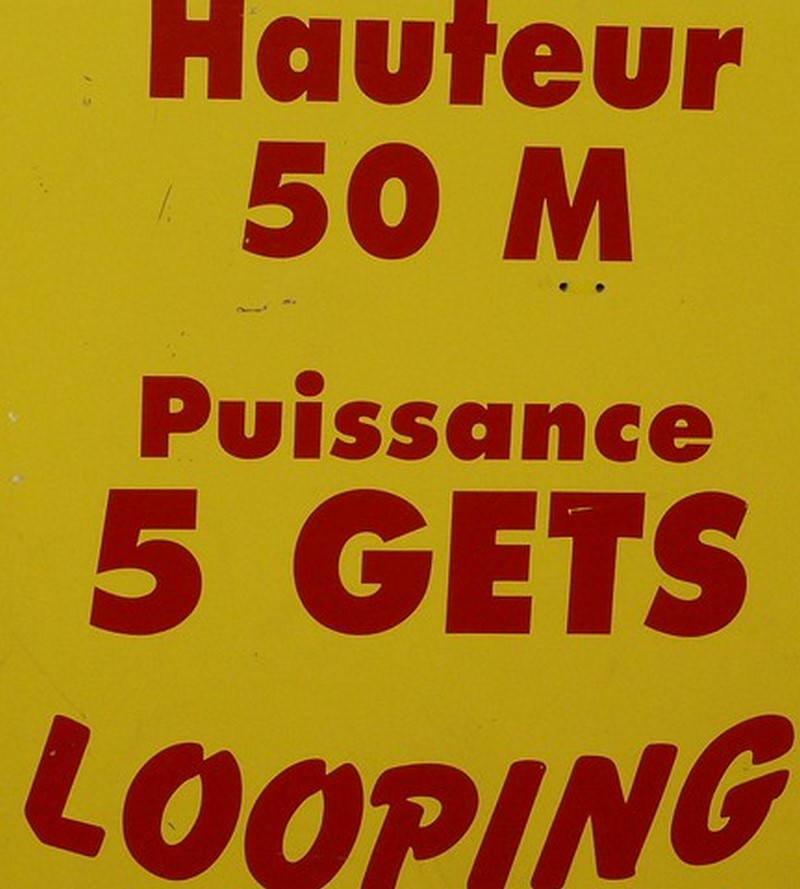 Hauteur
50 M
Puissance
5 GETS
LOOPING